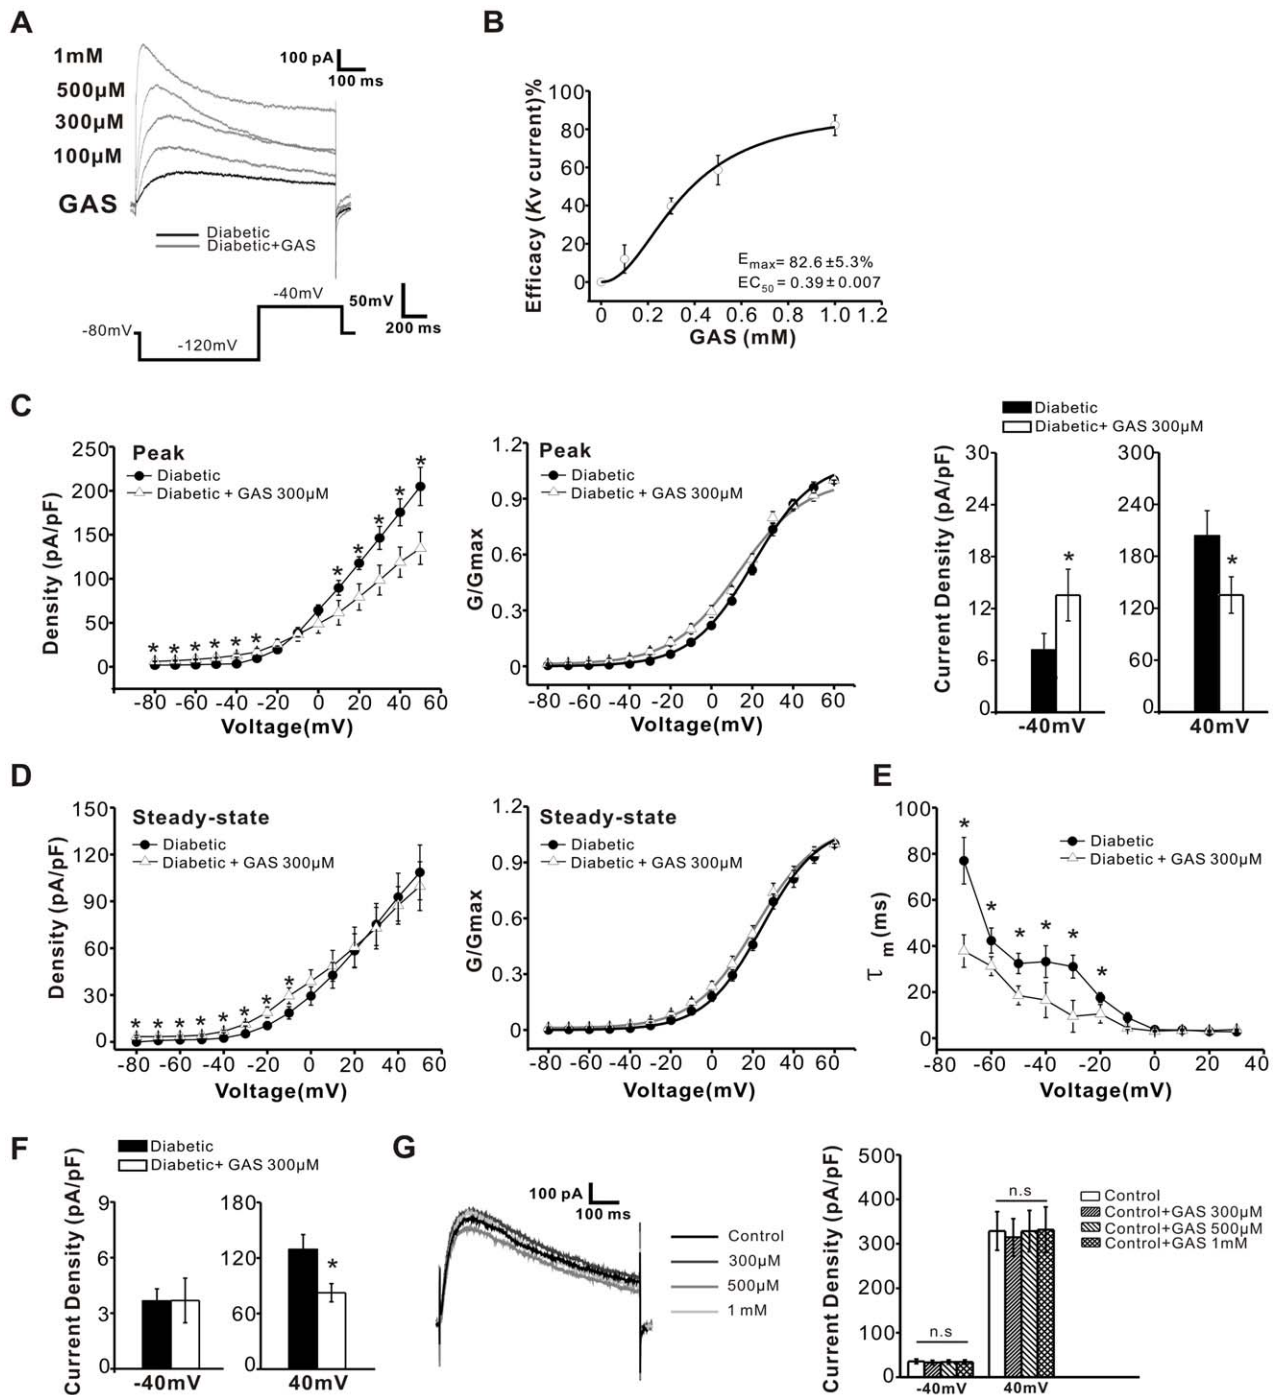 A
1mM
500μM
300μM
100μM
GAS
100 pA
100 ms
Diabetic
Diabetic+GAS
-40mV
-80mV
-120mV
50mV
200 ms
B
Efficacy (Kv current)%
100
80
60
40
20
0
Emax= 82.6±5.3%
EC50= 0.39±0.007
0 0.2 0.4 0.6 0.8 1.0 1.2
GAS (mM)
C
Peak
Diabetic
Diabetic + GAS 300μM
Density (pA/pF)
250
200
150
100
50
0
* * * * * * * * * * *
-80 -60 -40 -20 0 20 40 60
Voltage(mV)
Peak
Diabetic
Diabetic + GAS 300μM
G/Gmax
1.2
0.9
0.6
0.3
0
-80 -60 -40 -20 0 20 40 60
Voltage(mV)
Diabetic
Diabetic+ GAS 300μM
Current Density (pA/pF)
30
24
18
12
6
0
*
-40mV
300
240
180
120
60
0
*
40mV
D
Steady-state
Diabetic
Diabetic + GAS 300μM
Density (pA/pF)
150
120
90
60
30
0
* * * * * * * *
-80 -60 -40 -20 0 20 40 60
Voltage(mV)
Steady-state
Diabetic
Diabetic + GAS 300μM
G/Gmax
1.2
0.9
0.6
0.3
0
-80 -60 -40 -20 0 20 40 60
Voltage(mV)
E
Diabetic
Diabetic + GAS 300μM
τm (ms)
100
80
60
40
20
0
* * * * * *
-80 -60 -40 -20 0 20 40
Voltage(mV)
F
Diabetic
Diabetic+ GAS 300μM
Current Density (pA/pF)
9
6
3
0
-40mV
180
120
60
0
*
40mV
G
100 pA
100 ms
Control
300μM
500μM
1 mM
Current Density (pA/pF)
500
400
300
200
100
0
n.s
n.s
-40mV 40mV
Control
Control+GAS 300μM
Control+GAS 500μM
Control+GAS 1mM